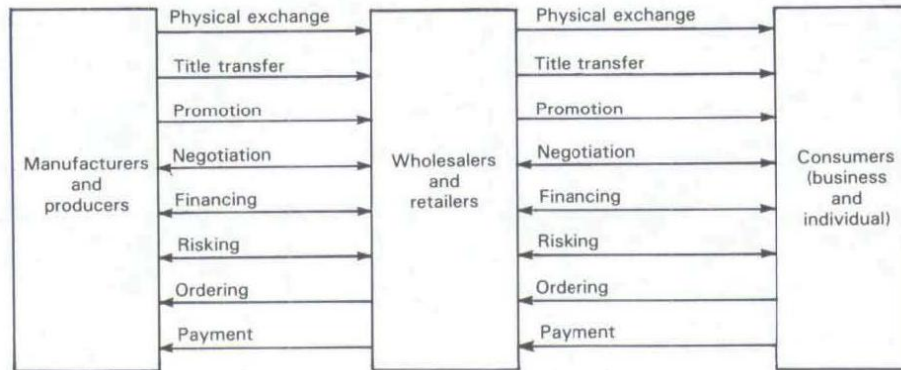 Physical exchange
Title transfer
Promotion
Negotiation
Financing
Risking
Ordering
Payment
Manufacturers
and
producers
Wholesalers
and
retailers
Physical exchange
Title transfer
Promotion
Negotiation
Financing
Risking
Ordering
Payment
Consumers
(business
and
individual)